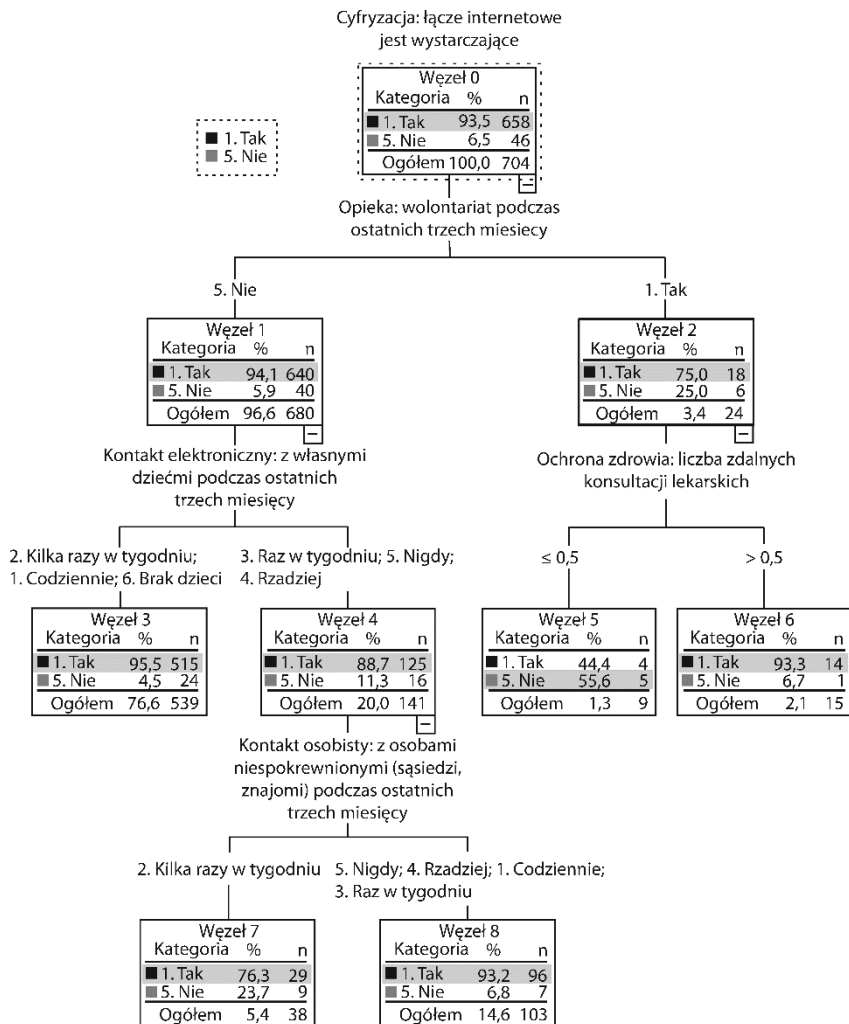 Cyfryzacja: łącze internetowe
jest wystarczające
Węzeł 0
Kategoria % n
1. Tak 93,5 658
5. Nie 6,5 46
Ogółem 100,0 704
1. Tak
5. Nie
Opieka: wolontariat podczas
ostatnich trzech miesiecy
5. Nie
1. Tak
Węzeł 1
Kategoria % n
1. Tak 94,1 640
5. Nie 5,9 40
Ogółem 96,6 680
Węzeł 2
Kategoria % n
1. Tak 75,0 18
5. Nie 25,0 6
Ogółem 3,4 24
Kontakt elektroniczny: z własnymi
dziećmi podczas ostatnich
trzech miesięcy
Ochrona zdrowia: liczba zdalnych
konsultacji lekarskich
2. Kilka razy w tygodniu;
1. Codziennie; 6. Brak dzieci
3. Raz w tygodniu; 5. Nigdy;
4. Rzadziej
≤ 0,5
> 0,5
Węzeł 3
Kategoria % n
1. Tak 95,5 515
5. Nie 4,5 24
Ogółem 76,6 539
Węzeł 4
Kategoria % n
1. Tak 88,7 125
5. Nie 11,3 16
Ogółem 20,0 141
Węzeł 5
Kategoria % n
1. Tak 44,4 4
5. Nie 55,6 5
Ogółem 1,3 9
Węzeł 6
Kategoria % n
1. Tak 93,3 14
5. Nie 6,7 1
Ogółem 2,1 15
Kontakt osobisty: z osobami
niespokrewnionymi (sąsiedzi,
znajomi) podczas ostatnich
trzech miesięcy
2. Kilka razy w tygodniu
5. Nigdy; 4. Rzadziej; 1. Codziennie;
3. Raz w tygodniu
Węzeł 7
Kategoria % n
1. Tak 76,3 29
5. Nie 23,7 9
Ogółem 5,4 38
Węzeł 8
Kategoria % n
1. Tak 93,2 96
5. Nie 6,8 7
Ogółem 14,6 103